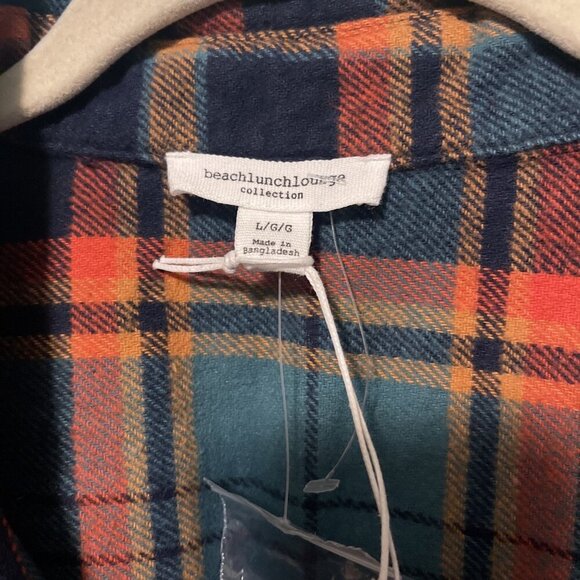 beachlunchlounge
collection
L/G/G
Made in
Bangladesh